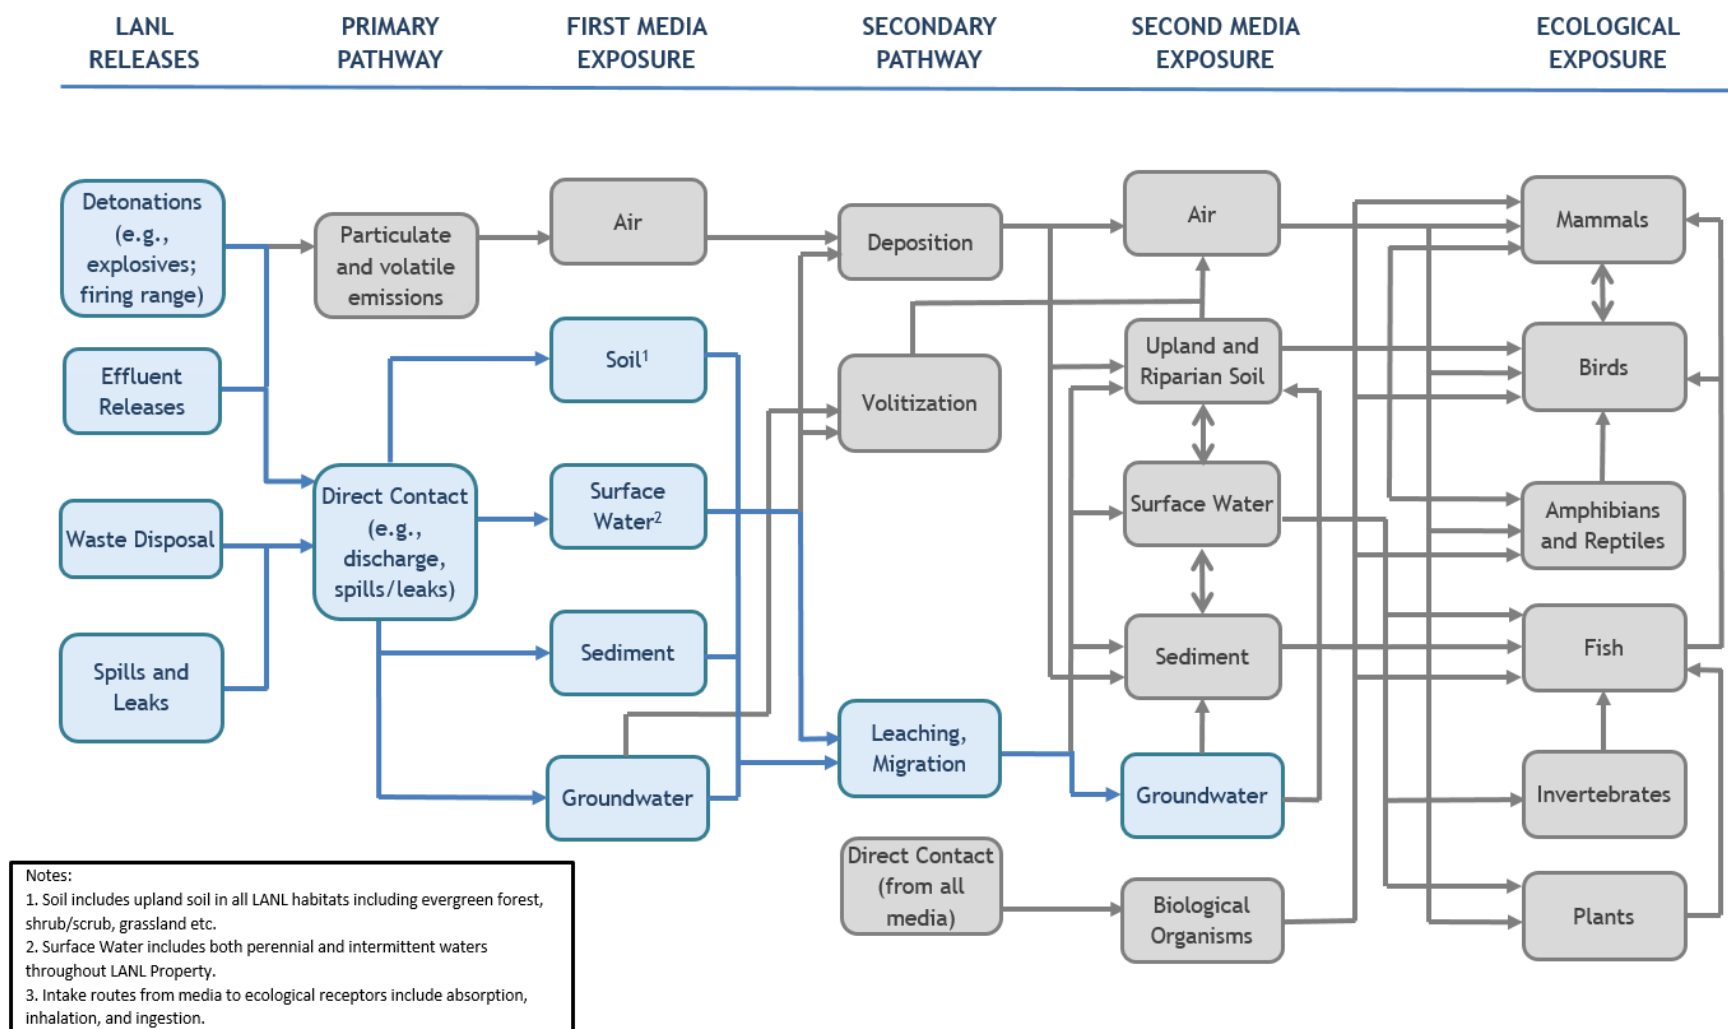 LANL
RELEASES
PRIMARY
PATHWAY
FIRST MEDIA
EXPOSURE
SECONDARY
PATHWAY
SECOND MEDIA
EXPOSURE
ECOLOGICAL
EXPOSURE
Detonations
(e.g.,
explosives;
firing range)
Effluent
Releases
Waste Disposal
Spills and
Leaks
Particulate
and volatile
emissions
Direct Contact
(e.g.,
discharge,
spills/leaks)
Air
Soil¹
Surface
Water²
Sediment
Groundwater
Deposition
Volitization
Leaching,
Migration
Direct Contact
(from all
media)
Air
Upland and
Riparian Soil
Surface Water
Sediment
Groundwater
Biological
Organisms
Mammals
Birds
Amphibians
and Reptiles
Fish
Invertebrates
Plants
Notes:
1. Soil includes upland soil in all LANL habitats including evergreen forest,
shrub/scrub, grassland etc.
2. Surface Water includes both perennial and intermittent waters
throughout LANL Property.
3. Intake routes from media to ecological receptors include absorption,
inhalation, and ingestion.